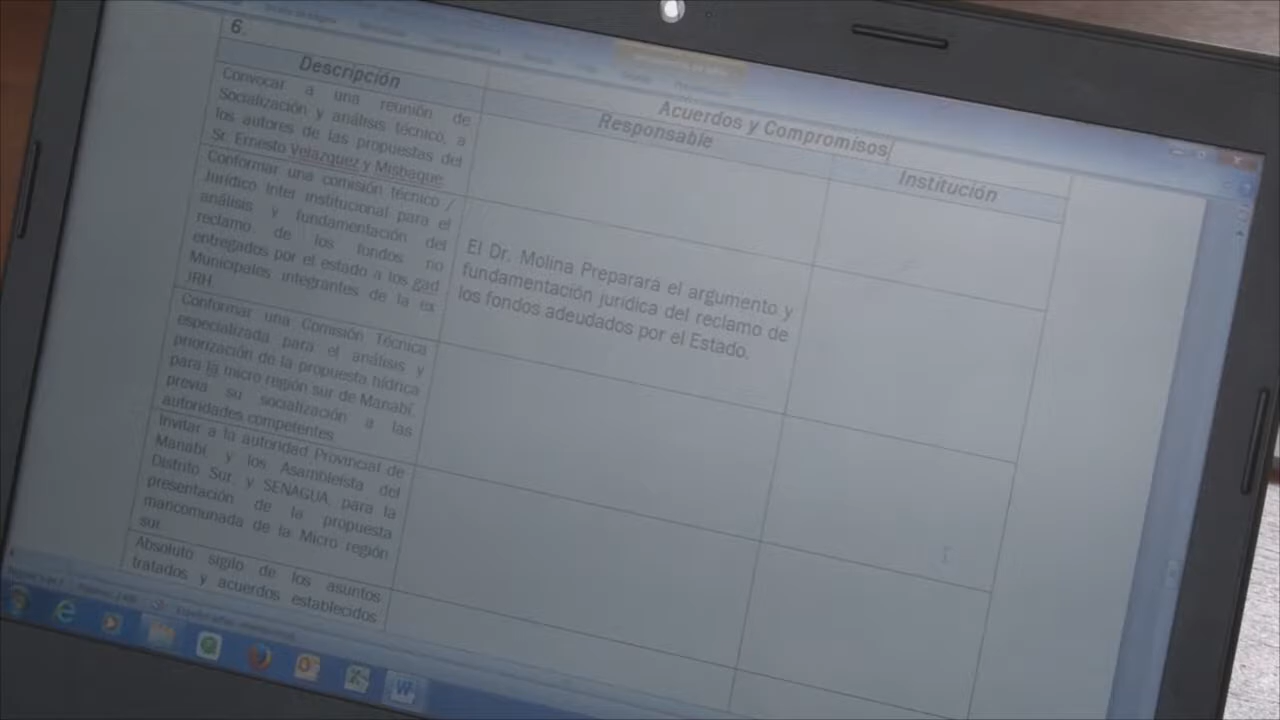 6.
Acuerdos y Compromisos
Descripción
Responsable
Institución
Convocar a una reunión de
Socialización y análisis técnico, a
los autores de las propuestas del
Sr. Ernesto Velázquez y Misbaque
Conformar una comisión técnico /
Jurídico Inter institucional para el
análisis y fundamentación del
reclamo, de los fondos no
entregados por el estado a los gad
Municipales integrantes de la ex
JRH
El Dr. Molina Preparará el argumento y
fundamentación jurídica del reclamo de
los fondos adeudados por el Estado.
Conformar una Comisión Técnica
especializada para el análisis y
priorización de la propuesta hídrica
para la micro región sur de Manabí,
previa su socialización a las
autoridades competentes
Invitar a la autoridad Provincial de
Manabí y los Asambleísta del
Distrito Sur, y SENAGUA, para la
presentación de la propuesta
mancomunada de la Micro región
sur
Absoluto sigilo de los asuntos
tratados y acuerdos establecidos